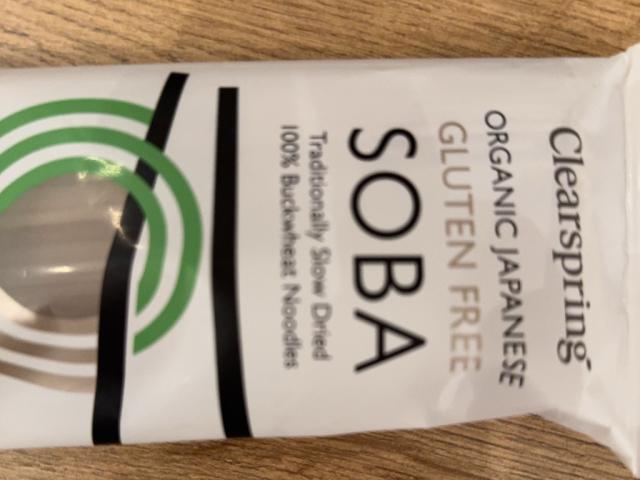 Clearspring
ORGANIC JAPANESE
GLUTEN FREE
SOBA
Traditionally Slow Dried
100% Buckwheat Noodles